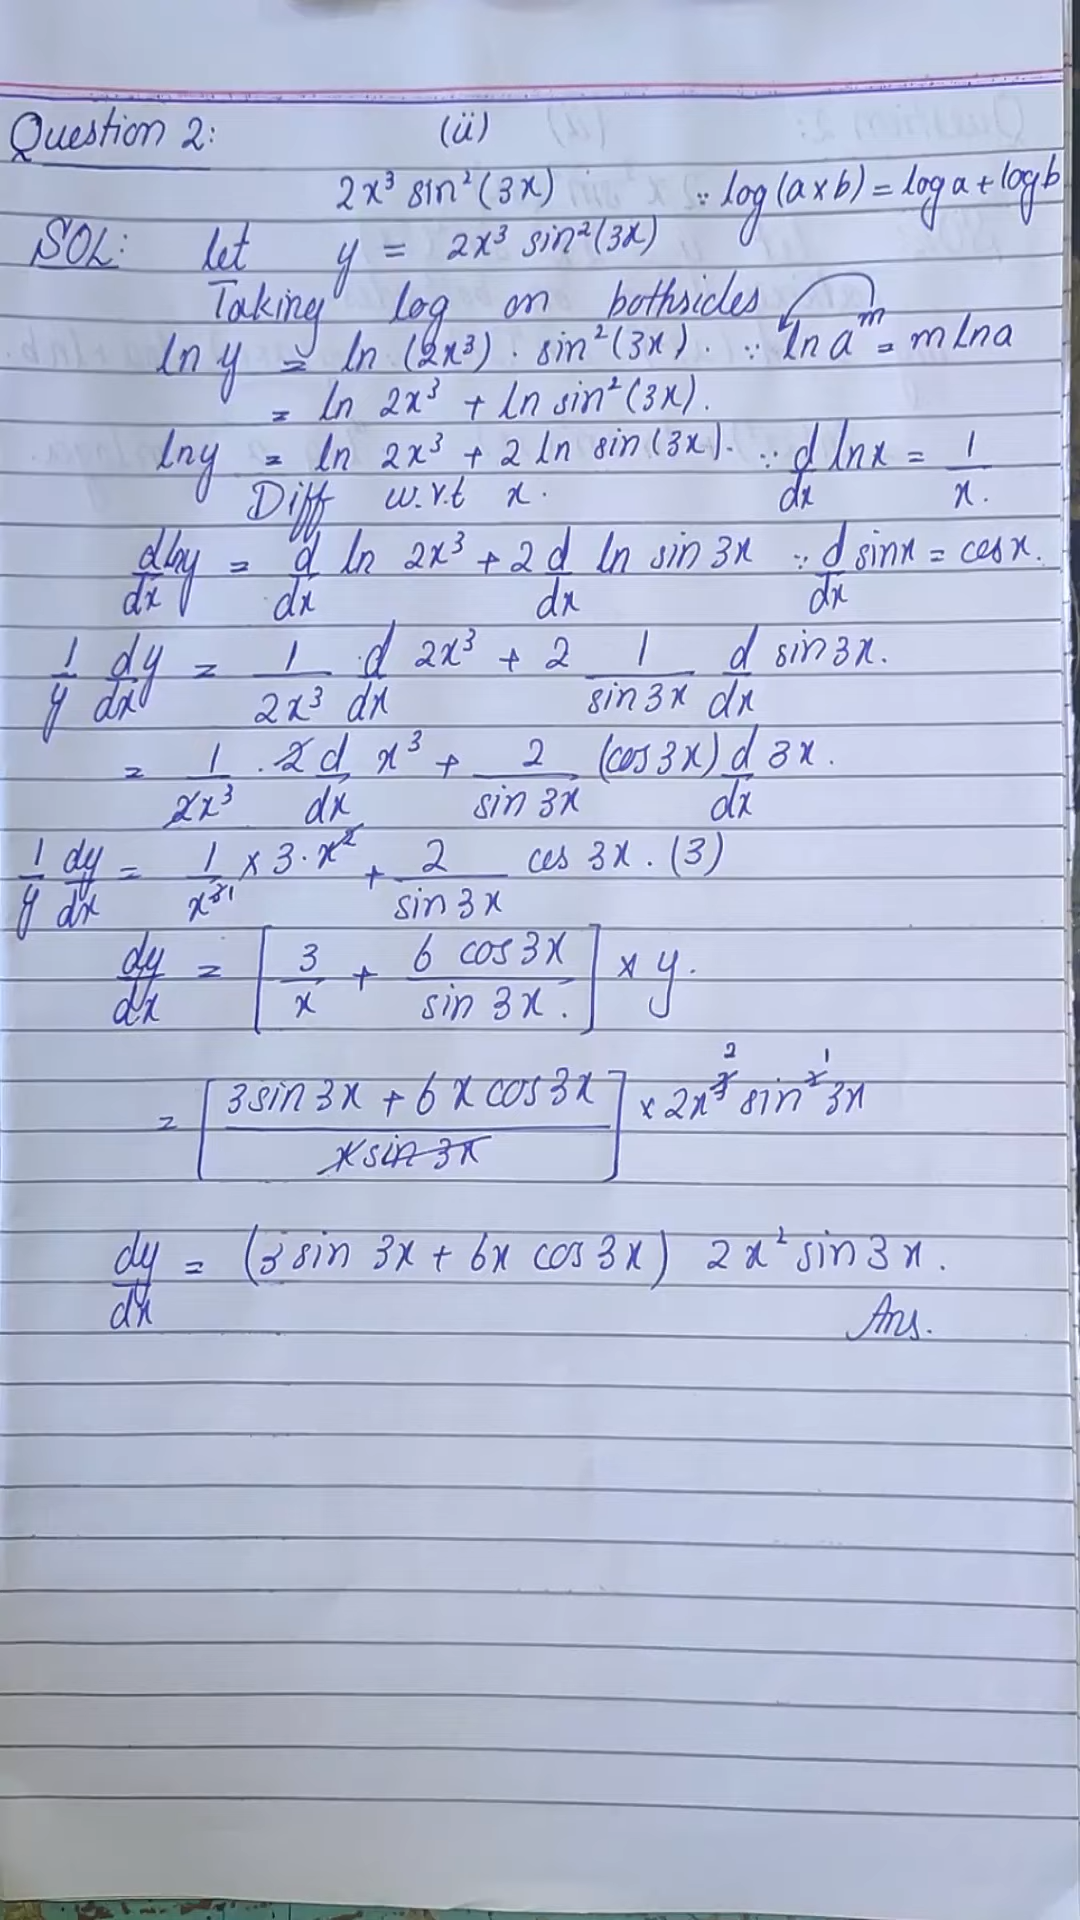 Question 2: (ii)
2x³ sin²(3x) ∵ log(a×b) = log a + log b
SOL: let y = 2x³ sin²(3x)
Taking log on bothsides
ln y = ln (2x³) · sin²(3x). ∵ ln aᵐ = m ln a
= ln 2x³ + ln sin²(3x).
ln y = ln 2x³ + 2 ln sin(3x). ∵ d/dx ln x = 1/x.
Diff w.r.t x.
d ln y/dx = d/dx ln 2x³ + 2 d/dx ln sin 3x ∵ d/dx sin x = cos x.
1/y dy/dx = 1/2x³ d/dx 2x³ + 2 1/sin 3x d/dx sin 3x.
= 1/2x³ . 2 d/dx x³ + 2/sin 3x (cos 3x) d/dx 3x.
1/y dy/dx = 1/x³¹ × 3·x² + 2/sin 3x cos 3x . (3)
dy/dx = [3/x + 6 cos 3x/sin 3x.] × y.
= [3 sin 3x + 6x cos 3x/x sin 3x] × 2x³² sin²¹ 3x
dy/dx = (3 sin 3x + 6x cos 3x) 2x² sin 3x.
Ans.